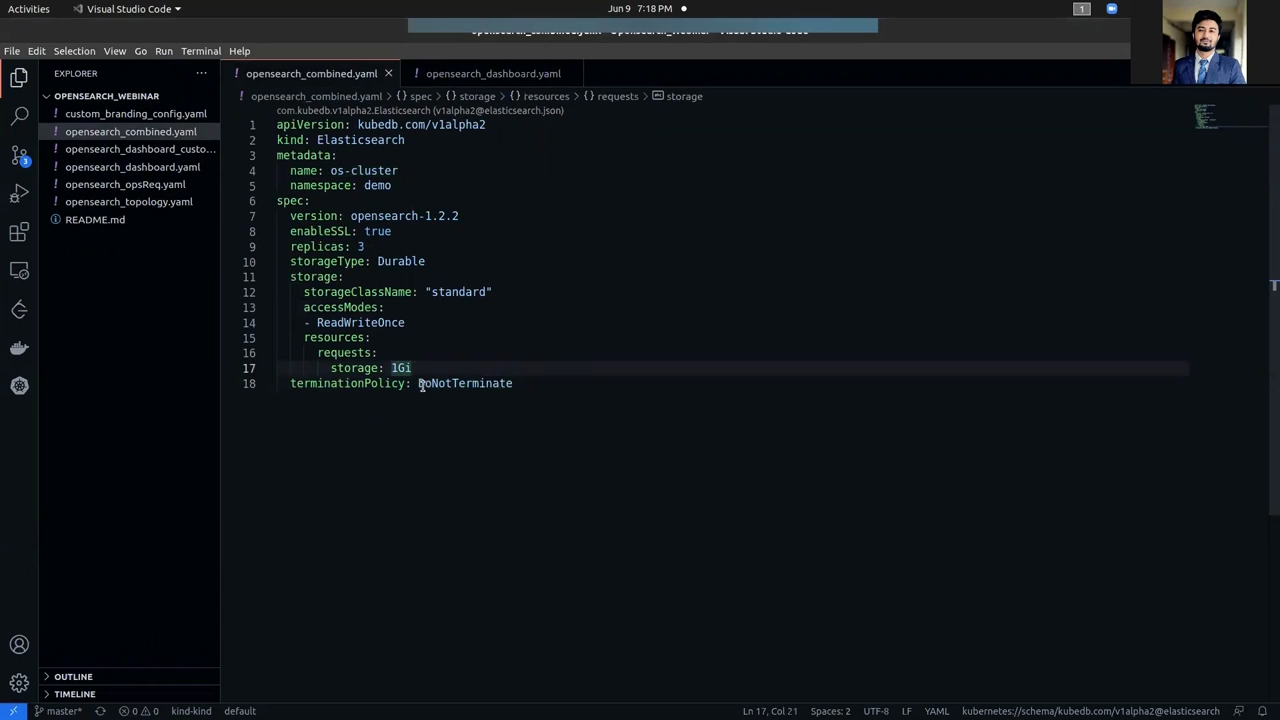 Activities
Visual Studio Code
Jun 9 7:18 PM
1
File Edit Selection View Go Run Terminal Help
EXPLORER
OPENSEARCH_WEBINAR
custom_branding_config.yaml
opensearch_combined.yaml
opensearch_dashboard_custo...
opensearch_dashboard.yaml
opensearch_opsReq.yaml
opensearch_topology.yaml
README.md
3
OUTLINE
TIMELINE
! opensearch_combined.yaml
! opensearch_dashboard.yaml
! opensearch_combined.yaml > {} spec > {} storage > {} resources > {} requests > storage
com.kubedb.v1alpha2.Elasticsearch (v1alpha2@elasticsearch.json)
1 apiVersion: kubedb.com/v1alpha2
2 kind: Elasticsearch
3 metadata:
4 name: os-cluster
5 namespace: demo
6 spec:
7 version: opensearch-1.2.2
8 enableSSL: true
9 replicas: 3
10 storageType: Durable
11 storage:
12 storageClassName: "standard"
13 accessModes:
14 - ReadWriteOnce
15 resources:
16 requests:
17 storage: 1Gi
18 terminationPolicy: DoNotTerminate
master* 0 0 kind-kind default
Ln 17, Col 21 Spaces: 2 UTF-8 LF YAML kubernetes://schema/kubedb.com/v1alpha2@elasticsearch